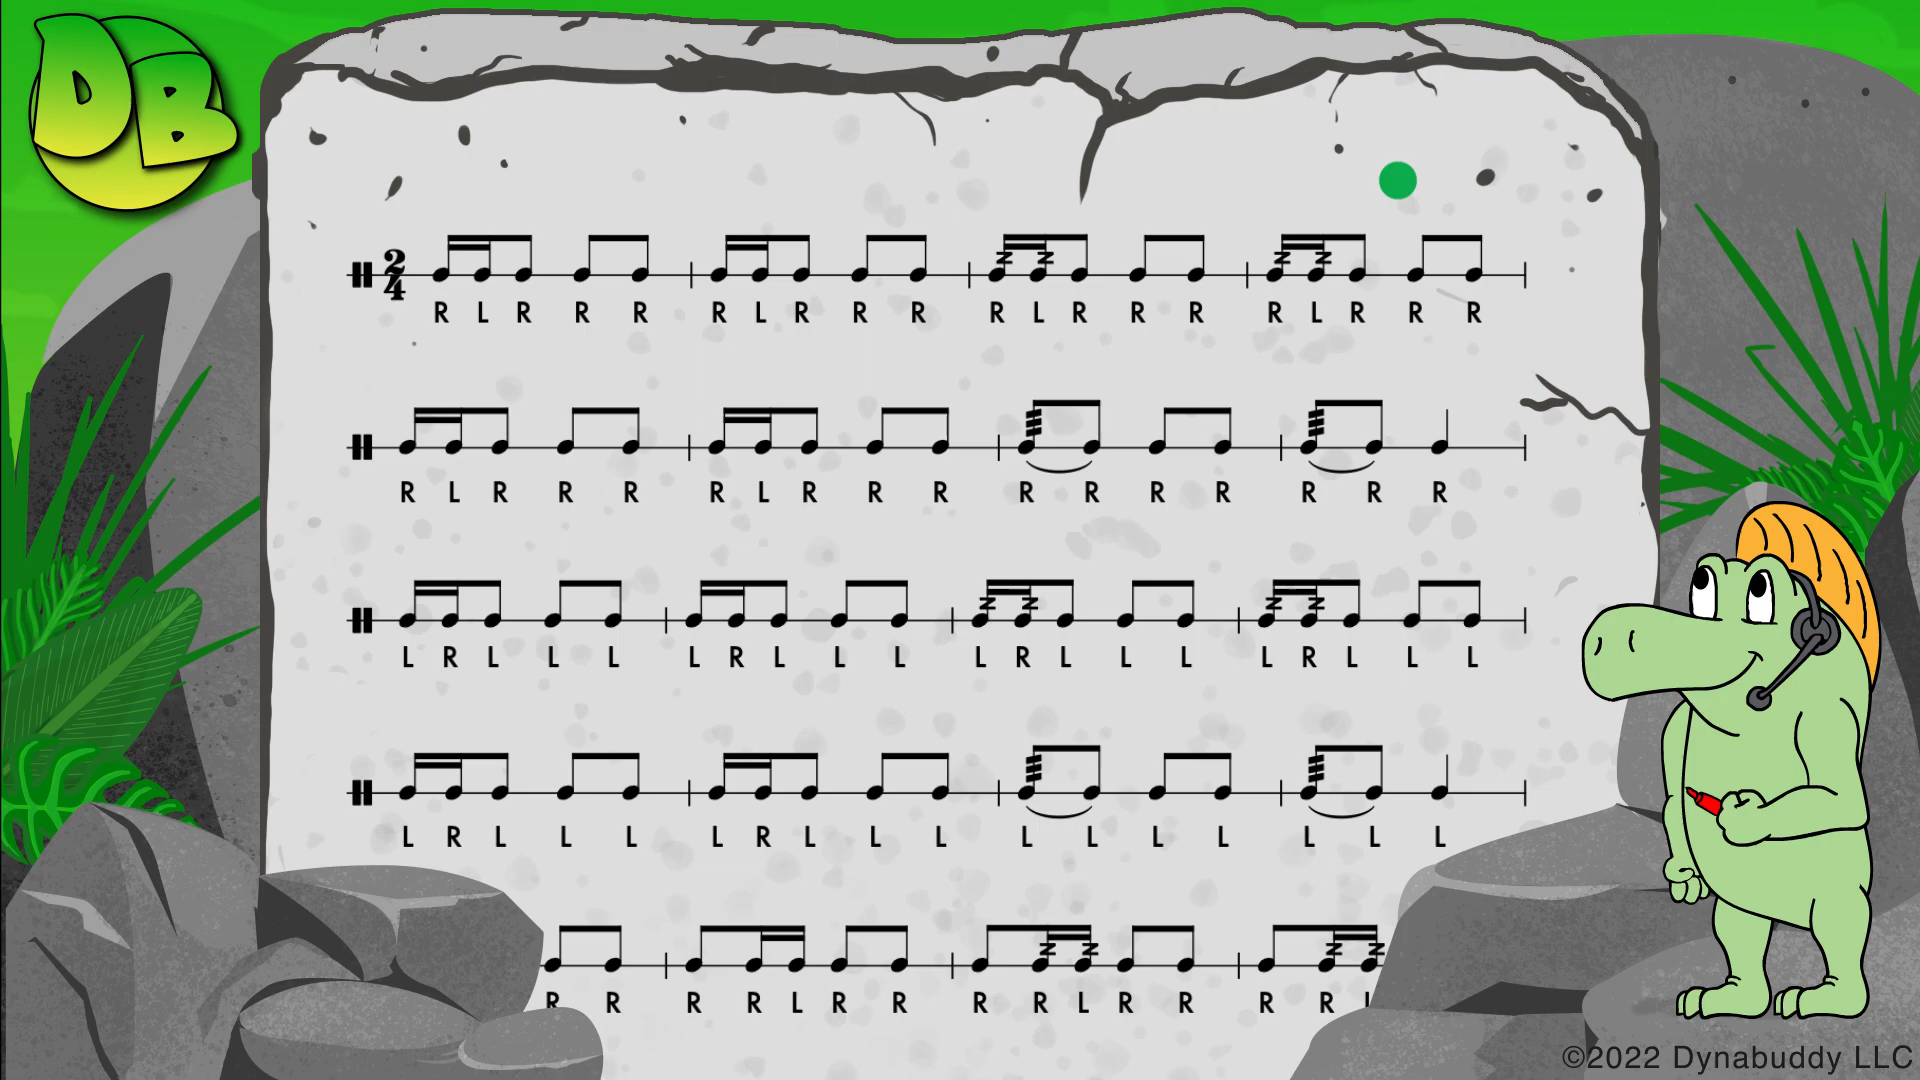 DB
2
4
R L R R R R L R R R R L R R R R L R R R
R L R R R R L R R R R R R R R R R
L R L L L L R L L L L R L L L L R L L L
L R L L L L R L L L L L L L L L L
R R R R L R R R R L R R R R
©2022 Dynabuddy LLC